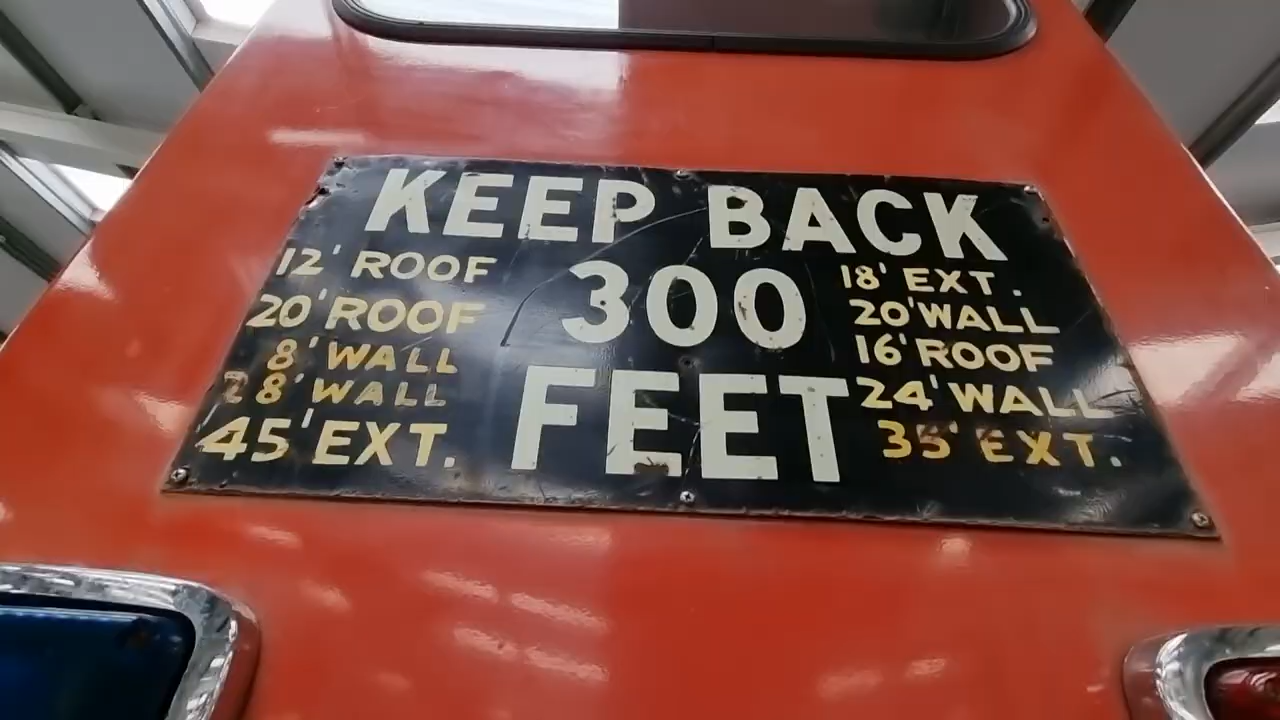 KEEP BACK
300
FEET
12' ROOF
20' ROOF
8' WALL
28' WALL
45' EXT.
18' EXT.
20' WALL
16' ROOF
24' WALL
35' EXT.